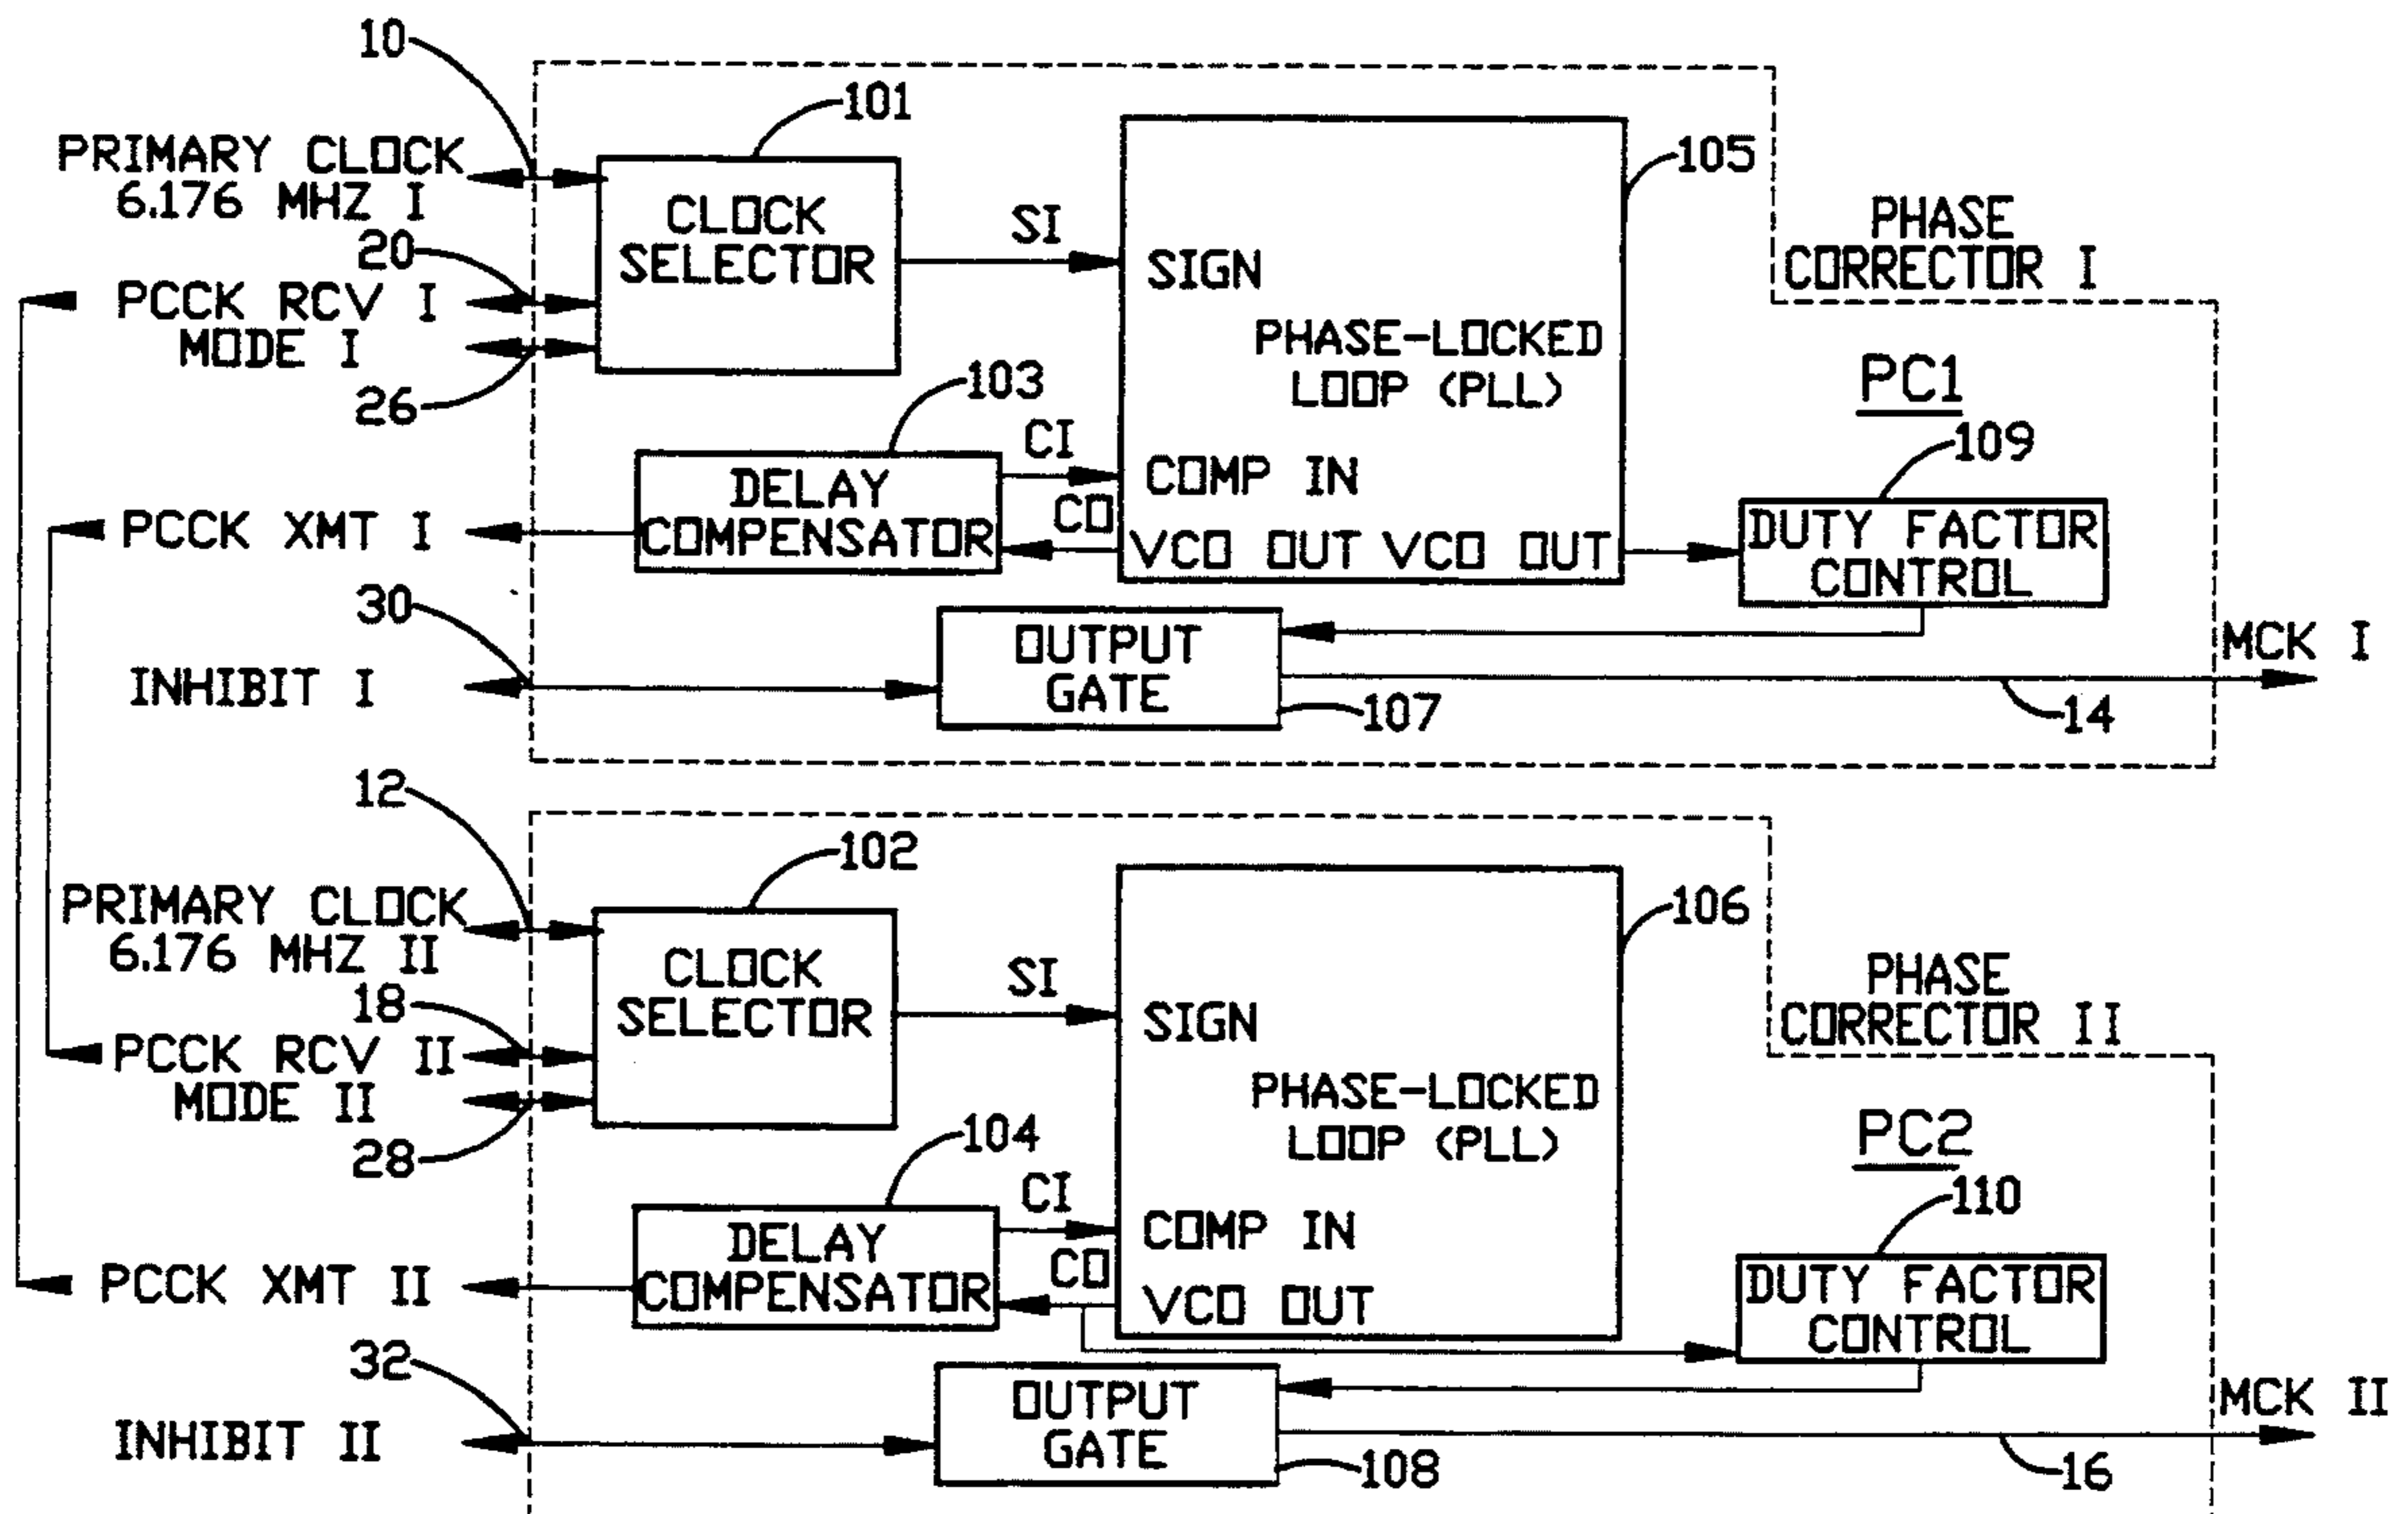 10
101
PRIMARY CLOCK
6.176 MHZ I
CLOCK
SELECTOR
SI
SIGN
105
PHASE
CORRECTOR I
20
PCCK RCV I
MODE I
26
PHASE-LOCKED
LOOP (PLL)
PC1
103
CI
COMP IN
109
DELAY
COMPENSATOR
CO
VCO OUT
VCO OUT
DUTY FACTOR
CONTROL
PCCK XMT I
30
INHIBIT I
OUTPUT
GATE
107
MCK I
14
12
102
PRIMARY CLOCK
6.176 MHZ II
CLOCK
SELECTOR
SI
SIGN
106
PHASE
CORRECTOR II
18
PCCK RCV II
MODE II
28
PHASE-LOCKED
LOOP (PLL)
PC2
104
CI
COMP IN
110
DELAY
COMPENSATOR
CO
VCO OUT
DUTY FACTOR
CONTROL
PCCK XMT II
32
INHIBIT II
OUTPUT
GATE
108
MCK II
16